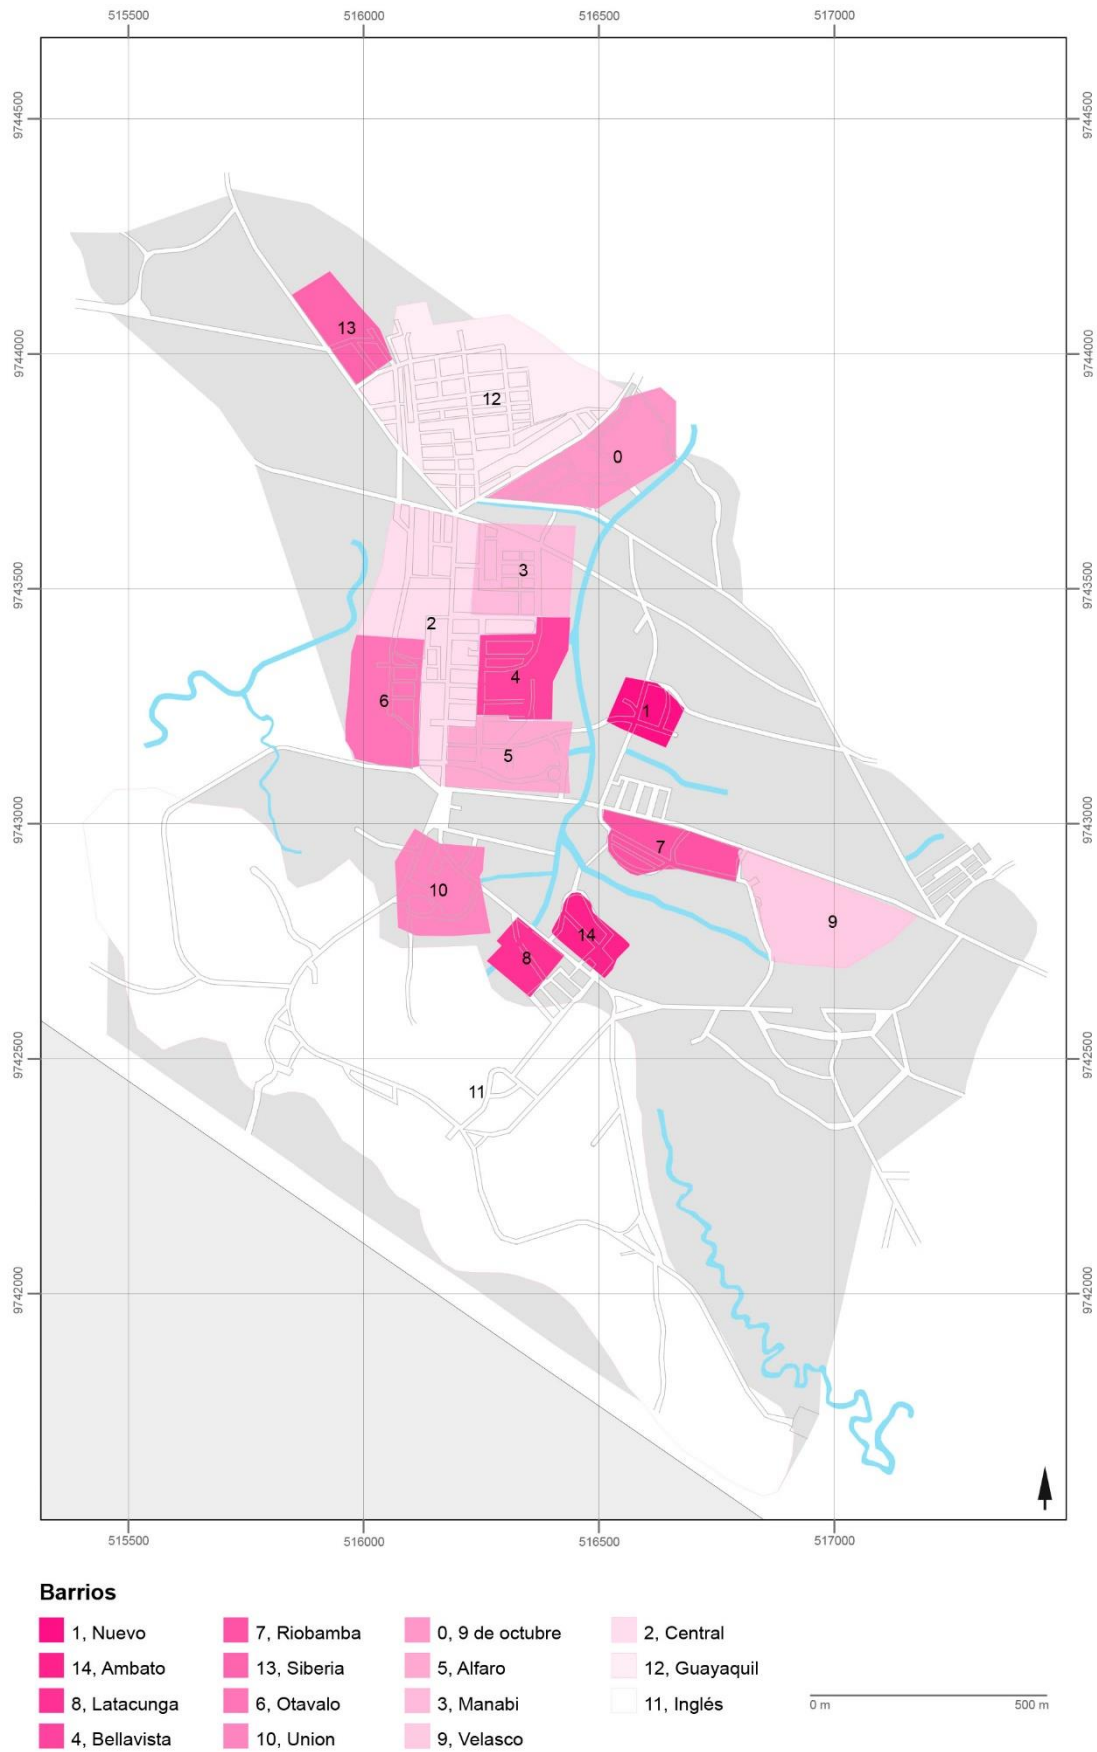 515500 516000 516500 517000
9744500 9744500
9744000 9744000
13
12
0
9743500 9743500
3
2
4
6
1
5
9743000 9743000
7
10
9
14
8
9742500 9742500
11
9742000 9742000
515500 516000 516500 517000
Barrios
1, Nuevo 7, Riobamba 0, 9 de octubre 2, Central
14, Ambato 13, Siberia 5, Alfaro 12, Guayaquil
8, Latacunga 6, Otavalo 3, Manabi 11, Inglés
4, Bellavista 10, Union 9, Velasco
0 m 500 m